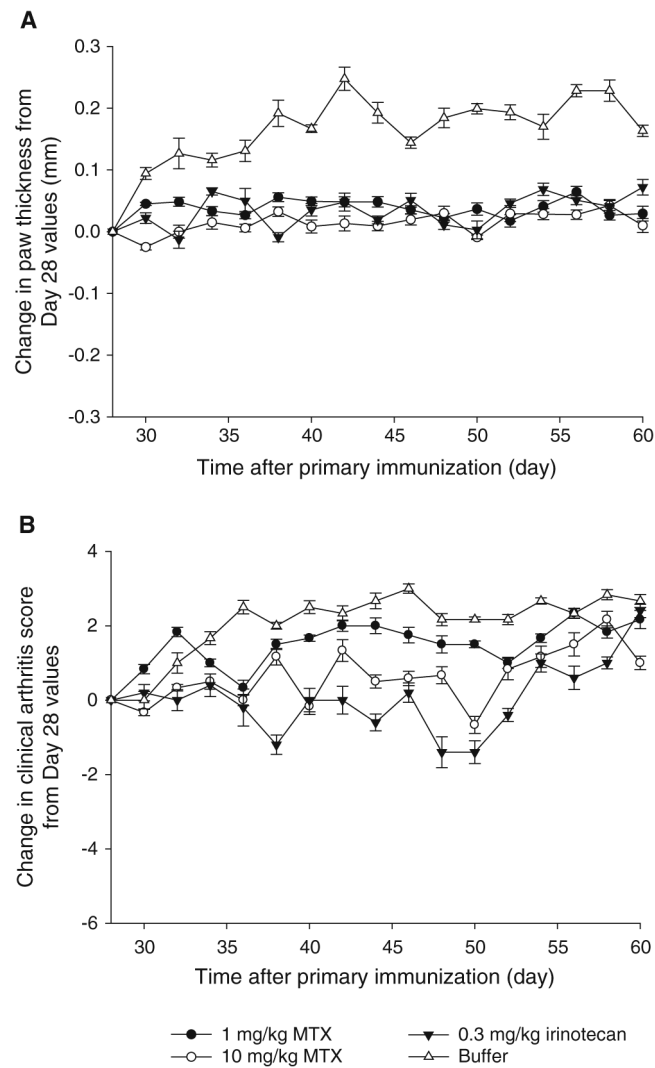 A
0.3
0.2
0.1
0.0
-0.1
-0.2
-0.3
Change in paw thickness from
Day 28 values (mm)
30 35 40 45 50 55 60
Time after primary immunization (day)
B
4
2
0
-2
-4
-6
Change in clinical arthritis score
from Day 28 values
30 35 40 45 50 55 60
Time after primary immunization (day)
1 mg/kg MTX 0.3 mg/kg irinotecan
10 mg/kg MTX Buffer